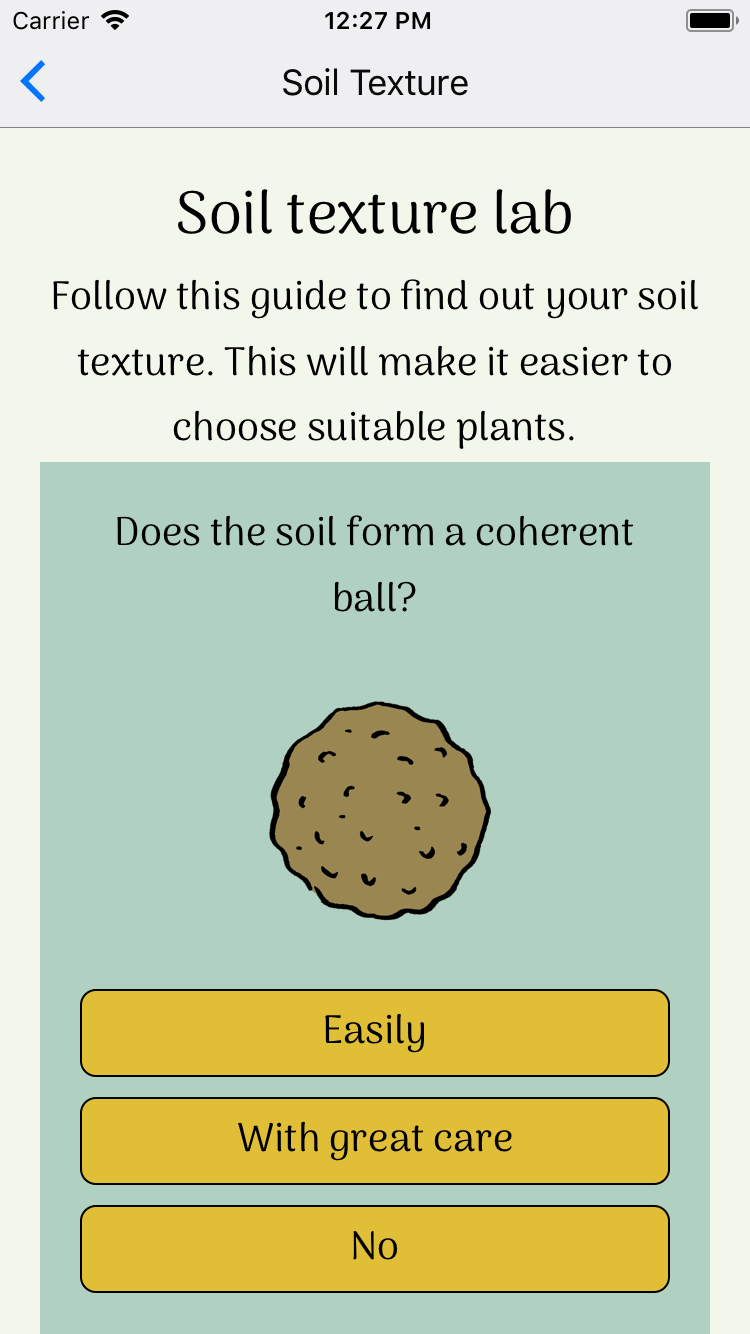 Carrier 12:27 PM
Soil Texture
Soil texture lab
Follow this guide to find out your soil
texture. This will make it easier to
choose suitable plants.
Does the soil form a coherent
ball?
Easily
With great care
No